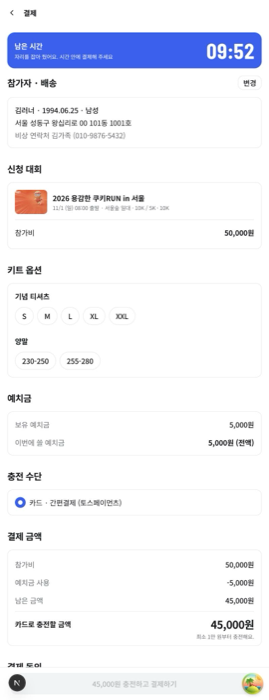 결제
남은 시간
09:52
자리를 잡아 뒀어요. 시간 안에 결제해 주세요
참가자 · 배송
변경
김러너 · 1994.06.25 · 남성
서울 성동구 왕십리로 00 101동 1001호
비상 연락처 김가족 (010-9876-5432)
신청 대회
2026 용감한 쿠키RUN in 서울
11/1 (일) 08:00 출발 ·
참가비
50,000원
키트 옵션
기념 티셔츠
S
M
L
XL
XXL
양말
230-250
255-280
예치금
보유 예치금
5,000원
이번에 쓸 예치금
5,000원 (전액)
충전 수단
카드 · 간편결제 (토스페이먼츠)
결제 금액
참가비
50,000원
예치금 사용
-5,000원
남은 금액
45,000원
카드로 충전할 금액
45,000원
최소 1만 원부터 충전해요.
결제 동의
N
45,000원 충전하고 결제하기